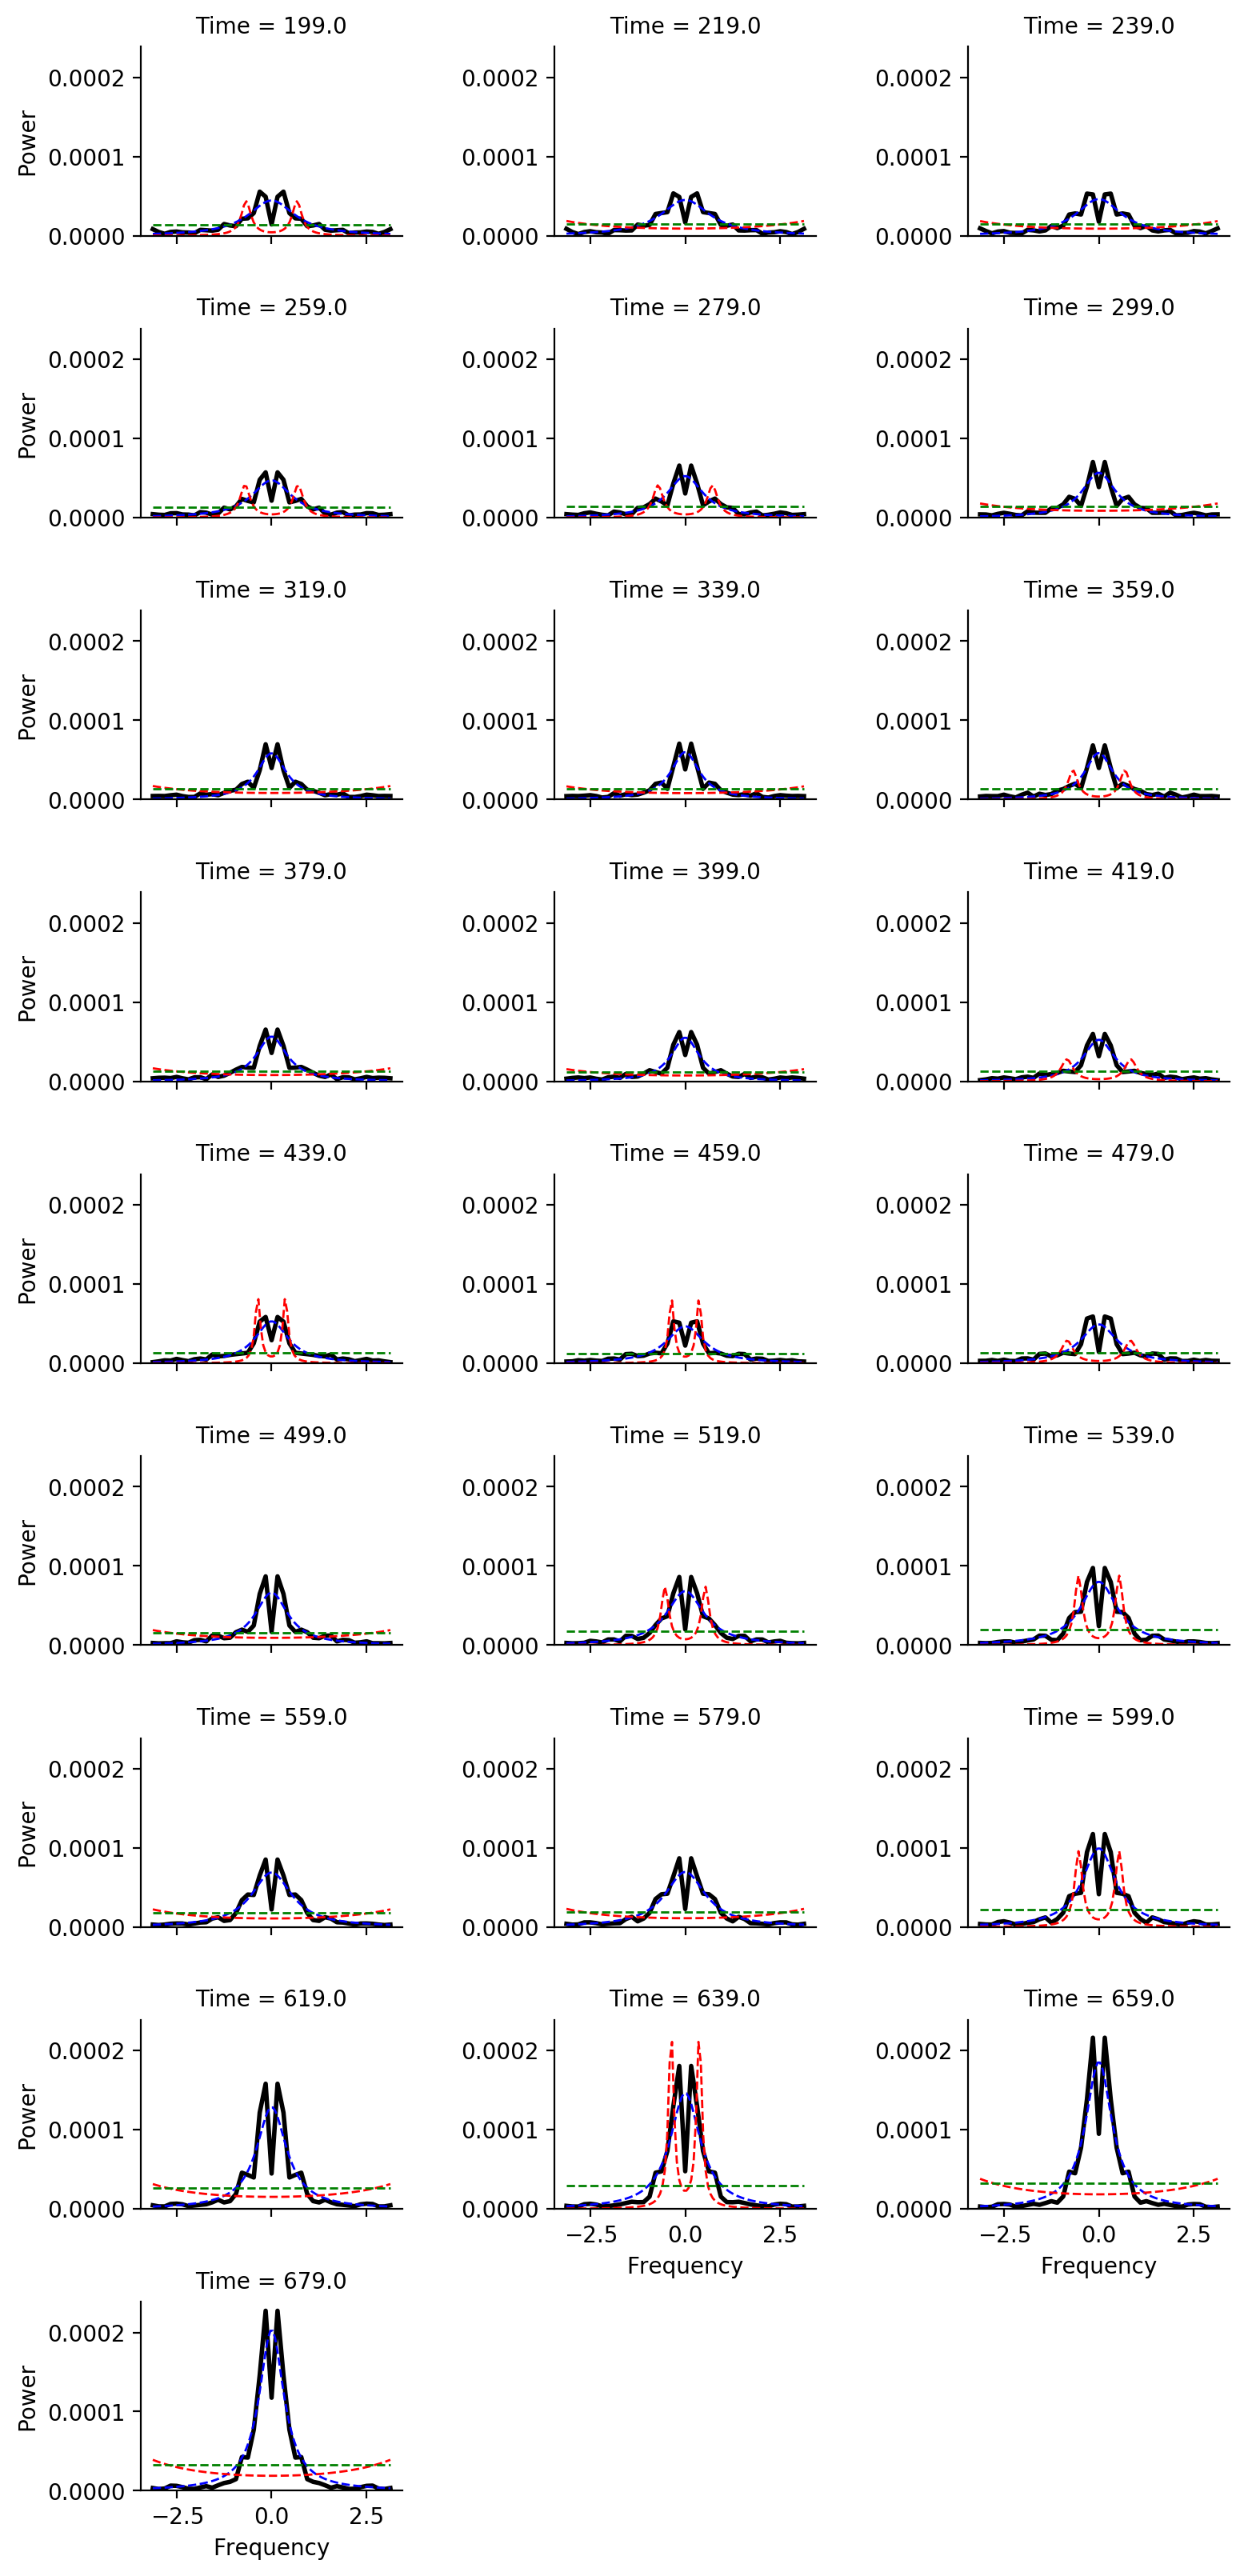 Time = 199.0 Time = 219.0 Time = 239.0
0.0002 0.0002 0.0002
Power
0.0001 0.0001 0.0001
0.0000 0.0000 0.0000
Time = 259.0 Time = 279.0 Time = 299.0
0.0002 0.0002 0.0002
Power
0.0001 0.0001 0.0001
0.0000 0.0000 0.0000
Time = 319.0 Time = 339.0 Time = 359.0
0.0002 0.0002 0.0002
Power
0.0001 0.0001 0.0001
0.0000 0.0000 0.0000
Time = 379.0 Time = 399.0 Time = 419.0
0.0002 0.0002 0.0002
Power
0.0001 0.0001 0.0001
0.0000 0.0000 0.0000
Time = 439.0 Time = 459.0 Time = 479.0
0.0002 0.0002 0.0002
Power
0.0001 0.0001 0.0001
0.0000 0.0000 0.0000
Time = 499.0 Time = 519.0 Time = 539.0
0.0002 0.0002 0.0002
Power
0.0001 0.0001 0.0001
0.0000 0.0000 0.0000
Time = 559.0 Time = 579.0 Time = 599.0
0.0002 0.0002 0.0002
Power
0.0001 0.0001 0.0001
0.0000 0.0000 0.0000
Time = 619.0 Time = 639.0 Time = 659.0
0.0002 0.0002 0.0002
Power
0.0001 0.0001 0.0001
0.0000 0.0000 0.0000
−2.5 0.0 2.5 −2.5 0.0 2.5
Frequency Frequency
Time = 679.0
0.0002
Power
0.0001
0.0000
−2.5 0.0 2.5
Frequency